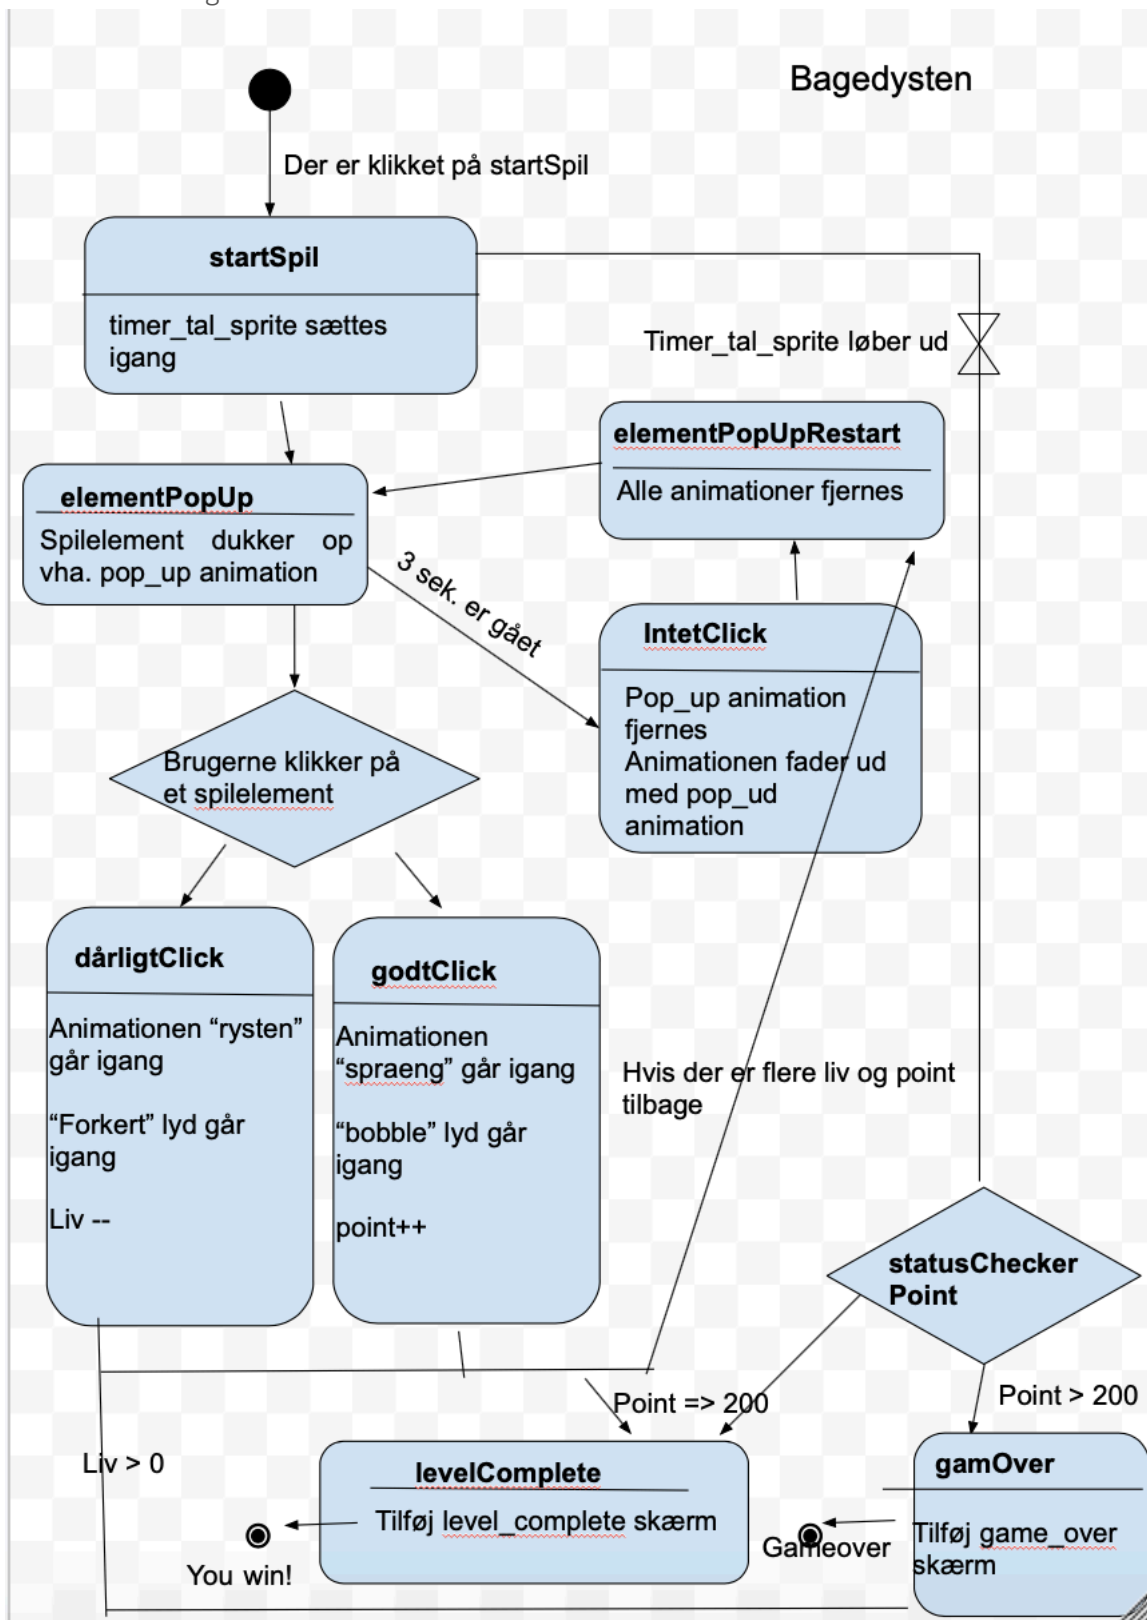 Bagedysten
Der er klikket på startSpil
startSpil
timer_tal_sprite sættes
igang
Timer_tal_sprite løber ud
elementPopUpRestart
Alle animationer fjernes
elementPopUp
Spilelement dukker op
vha. pop_up animation
3 sek. er gået
IntetClick
Pop_up animation
fjernes
Animationen fader ud
med pop_ud
animation
Brugerne klikker på
et spilelement
dårligtClick
Animationen “rysten”
går igang
“Forkert” lyd går
igang
Liv --
godtClick
Animationen
“spraeng” går igang
“bobble” lyd går
igang
point++
Hvis der er flere liv og point
tilbage
statusChecker
Point
Point => 200
Point > 200
Liv > 0
levelComplete
Tilføj level_complete skærm
You win!
gamOver
Tilføj game_over
skærm
Gameover